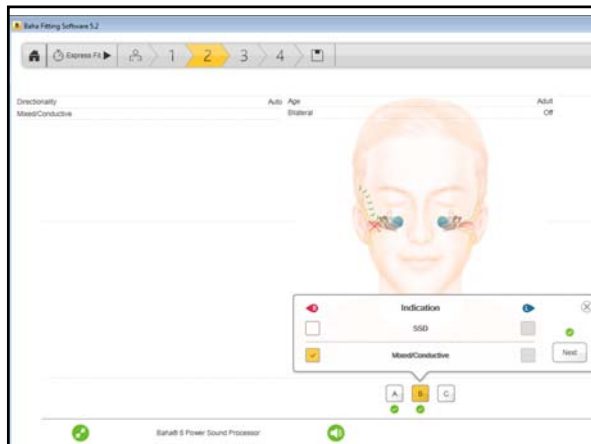 Baha Fitting Software 5.2
Express Fit 1 2 3 4
Directionality Auto Age Adult
Mixed/Conductive Bilateral Off
R Indication L
SSD
Mixed/Conductive
Next
A B C
Baha® 5 Power Sound Processor